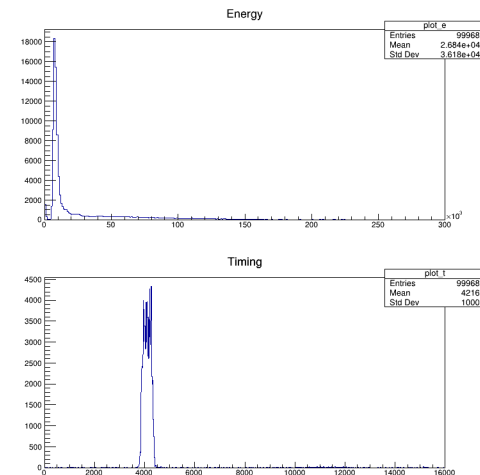 Energy
plot_e
Entries 99968
Mean 2.684e+04
Std Dev 3.618e+04
18000
16000
14000
12000
10000
8000
6000
4000
2000
0
0 50 100 150 200 250 300
×10³
Timing
plot_t
Entries 99968
Mean 4216
Std Dev 1000
4500
4000
3500
3000
2500
2000
1500
1000
500
0 2000 4000 6000 8000 10000 12000 14000 16000